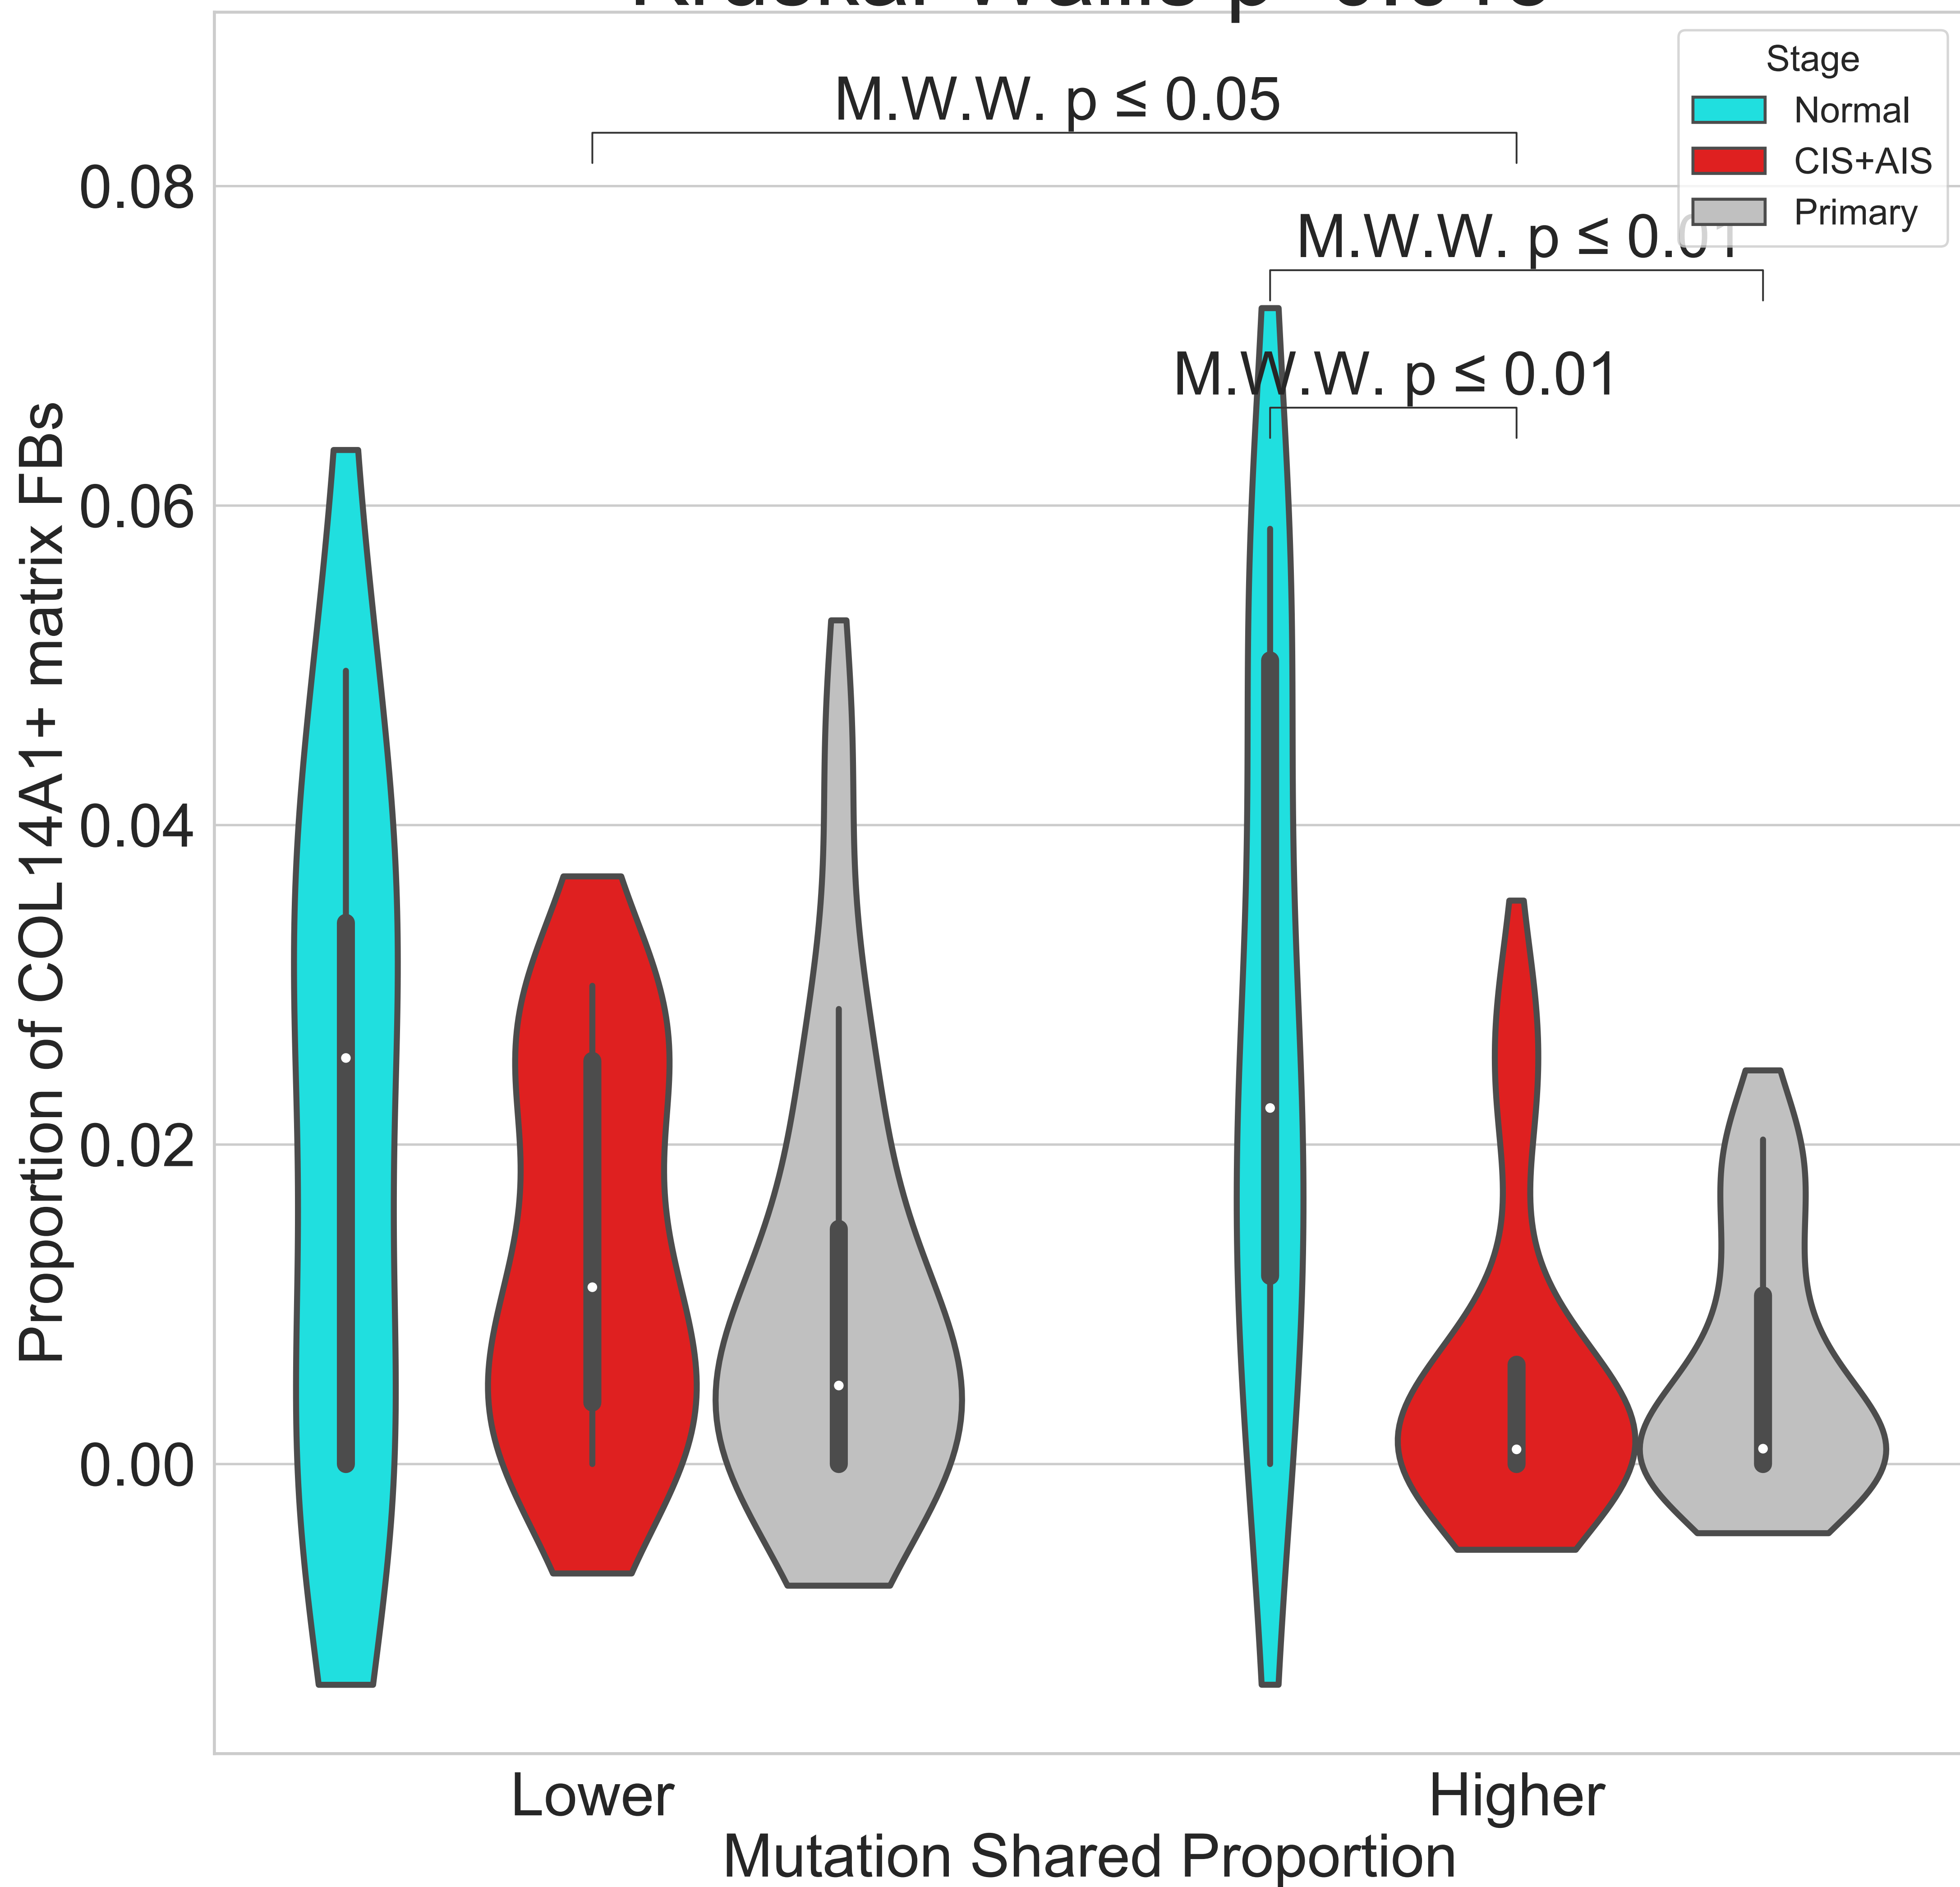 Stage
Normal
CIS+AIS
Primary
M.W.W. p ≤ 0.05
M.W.W. p ≤ 0.01
M.W.W. p ≤ 0.01
0.08
0.06
0.04
0.02
0.00
Proportion of COL14A1+ matrix FBs
Lower
Higher
Mutation Shared Proportion